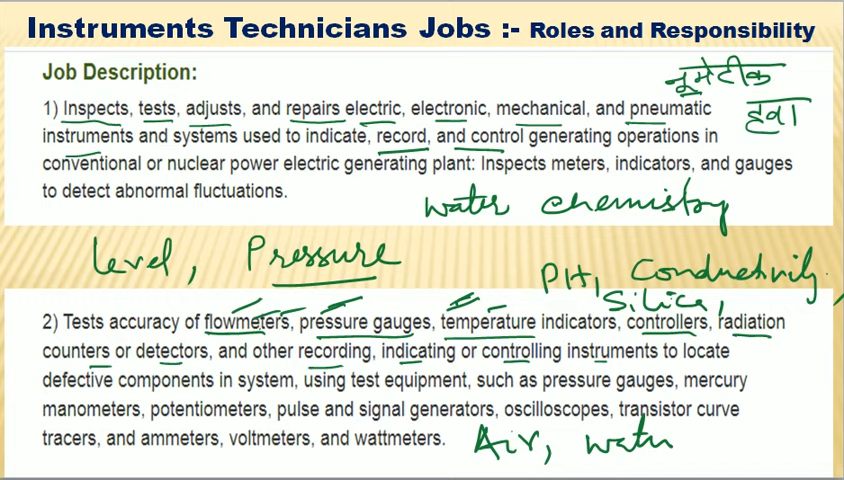 Instruments Technicians Jobs :- Roles and Responsibility
Job Description:
नूमेटीक
1) Inspects, tests, adjusts, and repairs electric, electronic, mechanical, and pneumatic
हवा
instruments and systems used to indicate, record, and control generating operations in
conventional or nuclear power electric generating plant: Inspects meters, indicators, and gauges
to detect abnormal fluctuations.
water chemistry
level, Pressure
PH, Conductivity,
Silica,
2) Tests accuracy of flowmeters, pressure gauges, temperature indicators, controllers, radiation
counters or detectors, and other recording, indicating or controlling instruments to locate
defective components in system, using test equipment, such as pressure gauges, mercury
manometers, potentiometers, pulse and signal generators, oscilloscopes, transistor curve
tracers, and ammeters, voltmeters, and wattmeters.
Air, water